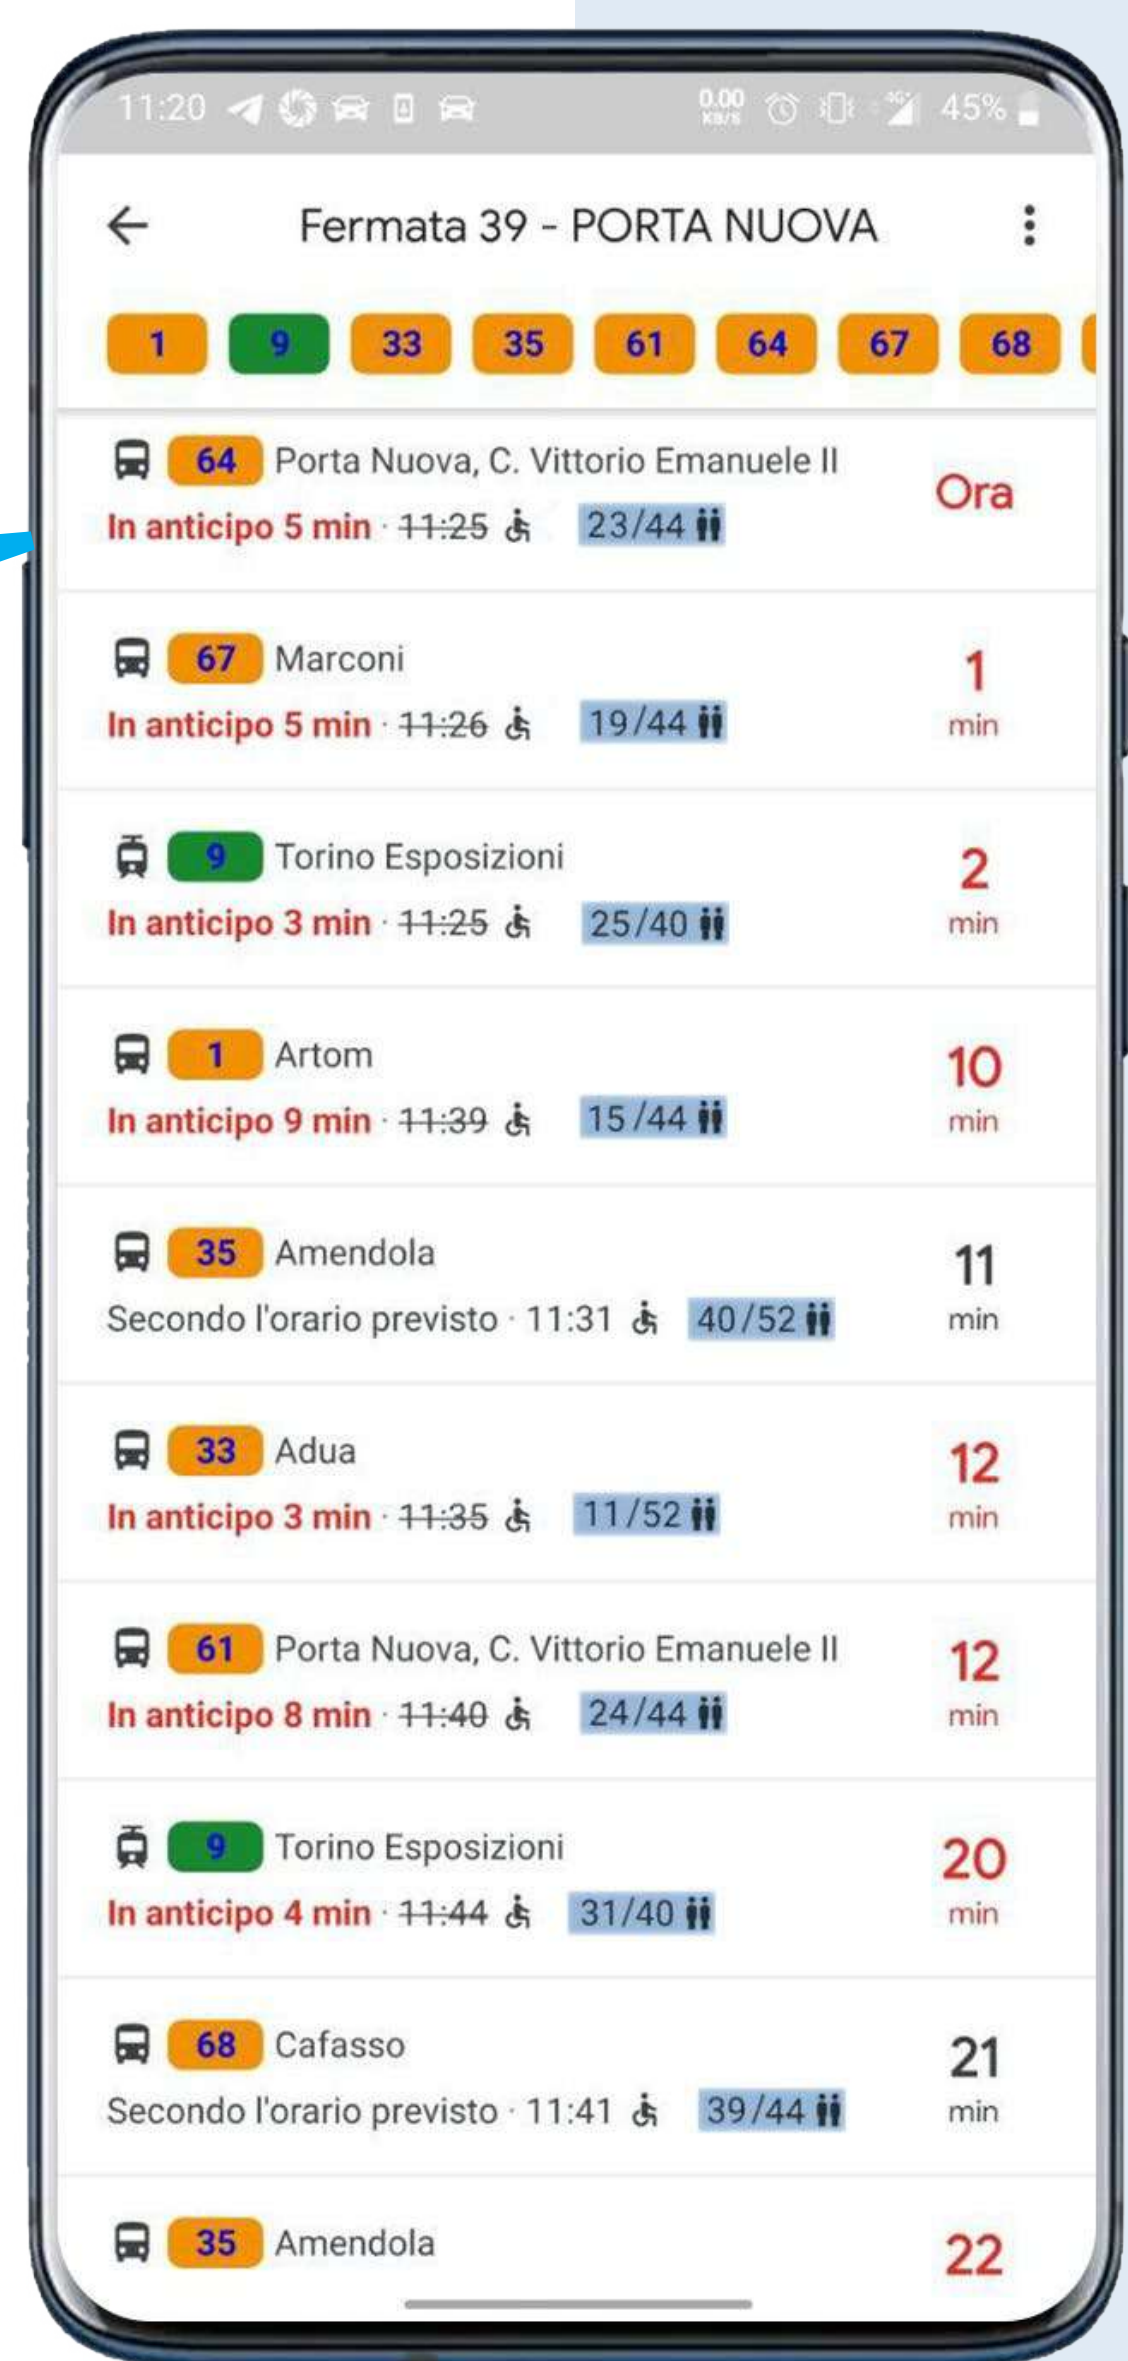 11:20 0.00 KB/S 4G+ 45%
Fermata 39 - PORTA NUOVA
1 9 33 35 61 64 67 68
64 Porta Nuova, C. Vittorio Emanuele II
Ora
In anticipo 5 min · 11:25 23/44
67 Marconi
1
In anticipo 5 min · 11:26 19/44
min
9 Torino Esposizioni
2
In anticipo 3 min · 11:25 25/40
min
1 Artom
10
In anticipo 9 min · 11:39 15/44
min
35 Amendola
11
Secondo l'orario previsto · 11:31 40/52
min
33 Adua
12
In anticipo 3 min · 11:35 11/52
min
61 Porta Nuova, C. Vittorio Emanuele II
12
In anticipo 8 min · 11:40 24/44
min
9 Torino Esposizioni
20
In anticipo 4 min · 11:44 31/40
min
68 Cafasso
21
Secondo l'orario previsto · 11:41 39/44
min
35 Amendola
22